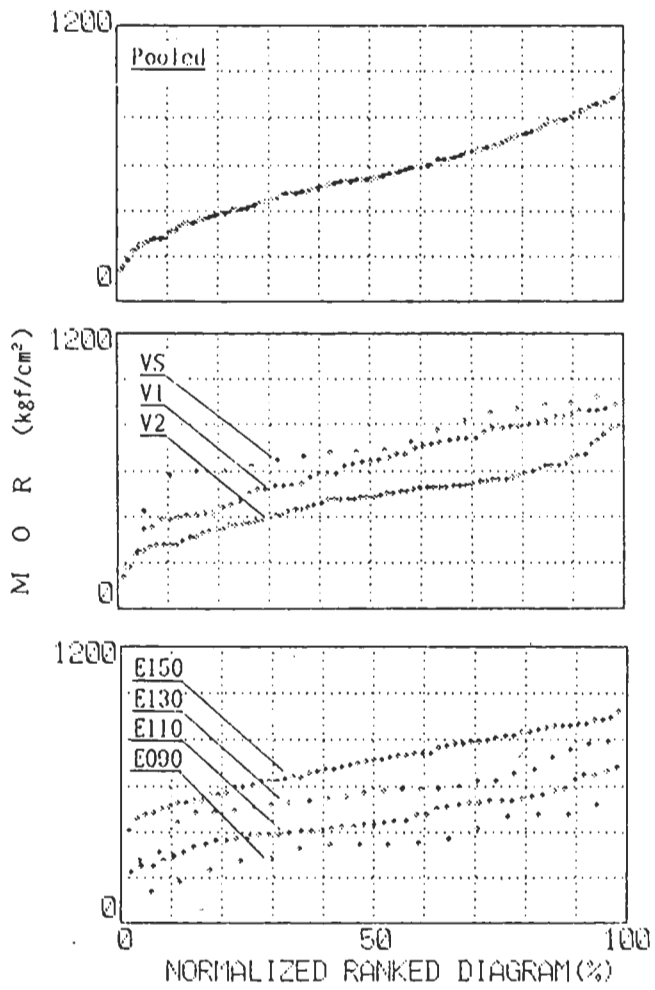 1200
Pooled
0
1200
VS
V1
V2
0
MOR (kgf/cm²)
1200
E150
E130
E110
E090
0
0 50 100
NORMALIZED RANKED DIAGRAM(%)